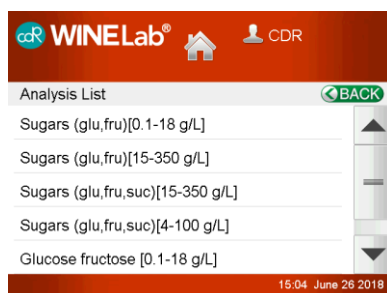 cdR WINELab®
CDR
Analysis List
BACK
Sugars (glu,fru)[0.1-18 g/L]
Sugars (glu,fru)[15-350 g/L]
Sugars (glu,fru,suc)[15-350 g/L]
Sugars (glu,fru,suc)[4-100 g/L]
Glucose fructose [0.1-18 g/L]
15:04 June 26 2018